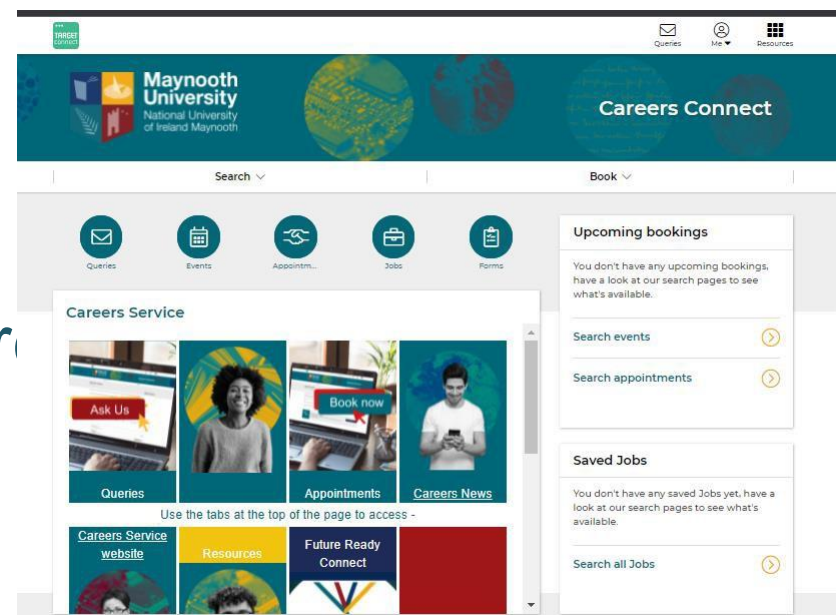 TARGET
connect
Queries
Me
Resources
Maynooth
University
National University
of Ireland Maynooth
Careers Connect
Search
Book
Queries
Events
Appointm...
Jobs
Forms
Upcoming bookings
You don't have any upcoming bookings,
have a look at our search pages to see
what's available.
Search events
Search appointments
Careers Service
Ask Us
Book now
Queries
Appointments
Careers News
Use the tabs at the top of the page to access -
Careers Service
website
Resources
Future Ready
Connect
Saved Jobs
You don't have any saved Jobs yet, have a
look at our search pages to see what's
available.
Search all Jobs